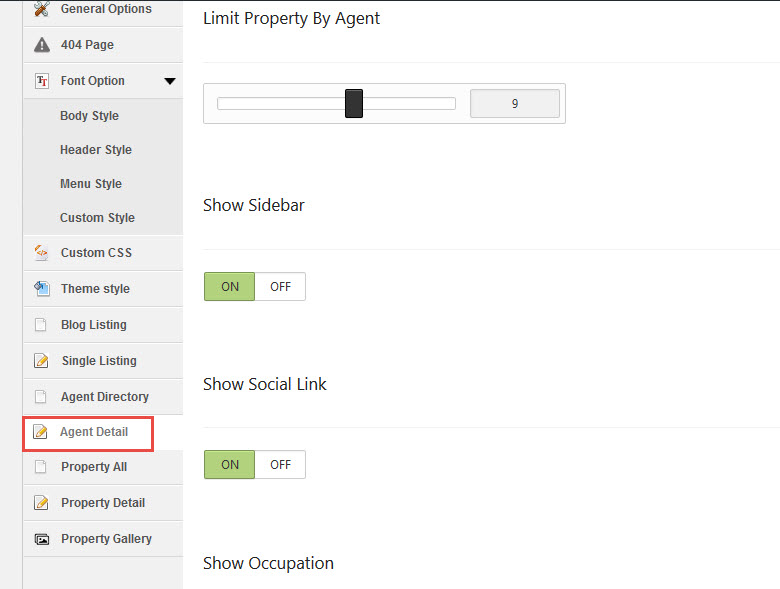 General Options
404 Page
Font Option
Body Style
Header Style
Menu Style
Custom Style
Custom CSS
Theme style
Blog Listing
Single Listing
Agent Directory
Agent Detail
Property All
Property Detail
Property Gallery
Limit Property By Agent
9
Show Sidebar
ON OFF
Show Social Link
ON OFF
Show Occupation